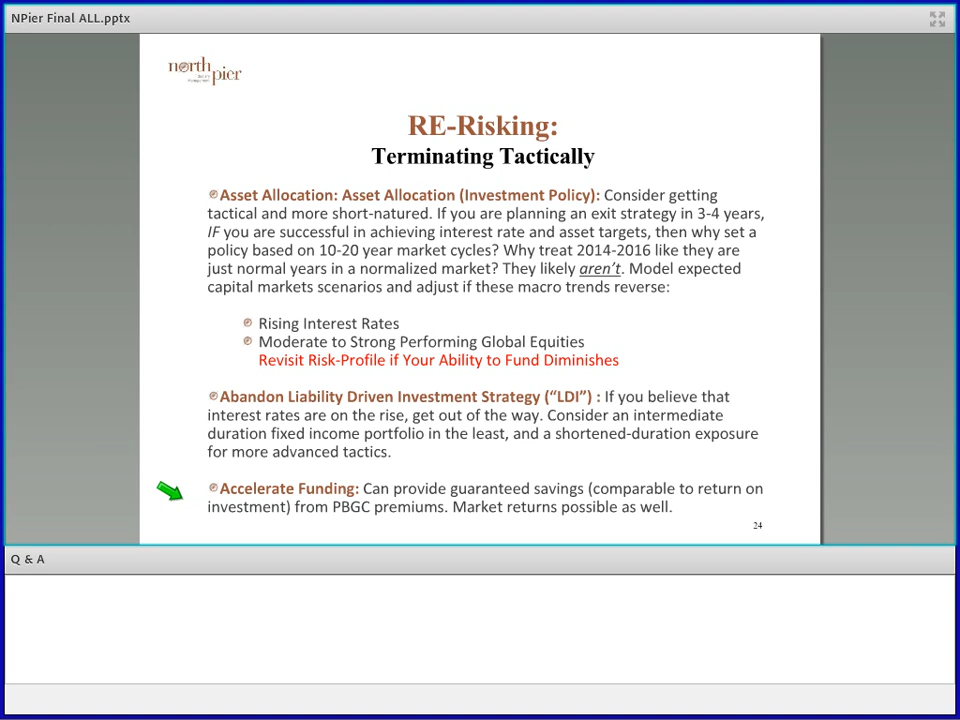 NPier Final ALL.pptx
north
pier
RE-Risking:
Terminating Tactically
Asset Allocation: Asset Allocation (Investment Policy): Consider getting
tactical and more short-natured. If you are planning an exit strategy in 3-4 years,
IF you are successful in achieving interest rate and asset targets, then why set a
policy based on 10-20 year market cycles? Why treat 2014-2016 like they are
just normal years in a normalized market? They likely aren't. Model expected
capital markets scenarios and adjust if these macro trends reverse:
Rising Interest Rates
Moderate to Strong Performing Global Equities
Revisit Risk-Profile if Your Ability to Fund Diminishes
Abandon Liability Driven Investment Strategy (“LDI”) : If you believe that
interest rates are on the rise, get out of the way. Consider an intermediate
duration fixed income portfolio in the least, and a shortened-duration exposure
for more advanced tactics.
Accelerate Funding: Can provide guaranteed savings (comparable to return on
investment) from PBGC premiums. Market returns possible as well.
24
Q & A